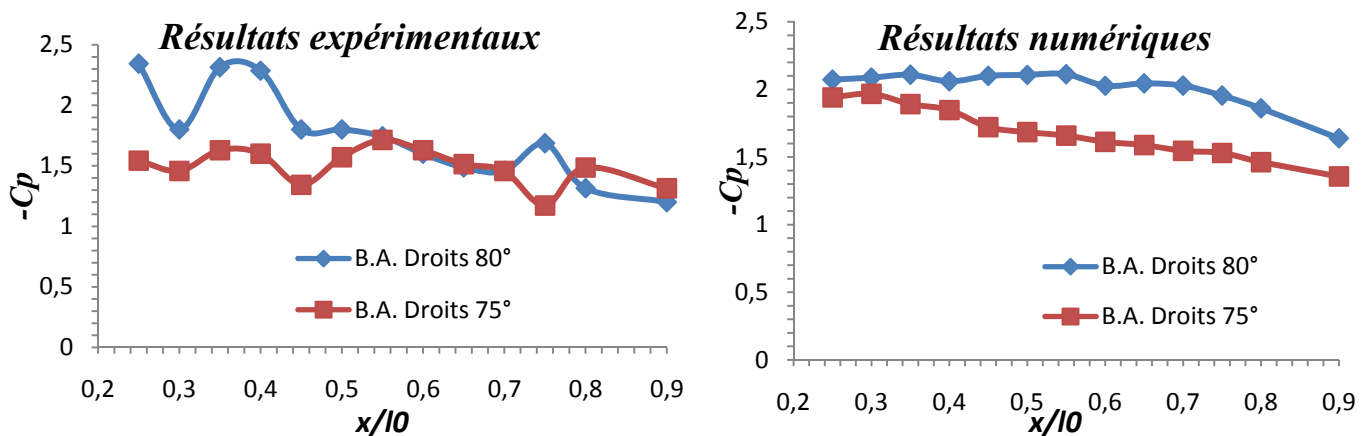 Résultats expérimentaux
2,5
2
1,5
1
0,5
0
-Cp
B.A. Droits 80°
B.A. Droits 75°
0,2 0,3 0,4 0,5 0,6 0,7 0,8 0,9
x/l0
Résultats numériques
2,5
2
1,5
1
0,5
0
-Cp
B.A. Droits 80°
B.A. Droits 75°
0,2 0,3 0,4 0,5 0,6 0,7 0,8 0,9
x/l0